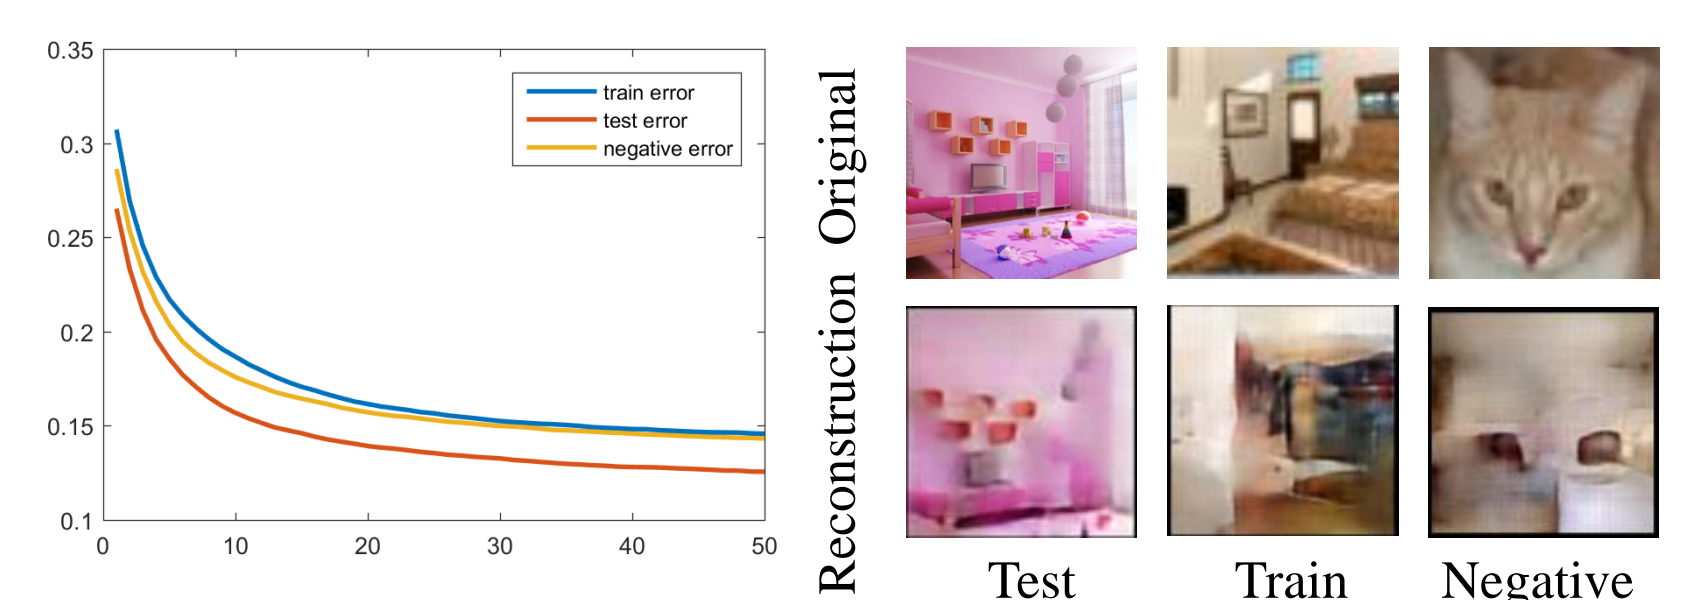 0.35
0.3
0.25
0.2
0.15
0.1
0 10 20 30 40 50
train error
test error
negative error
Original
Reconstruction
Test Train Negative